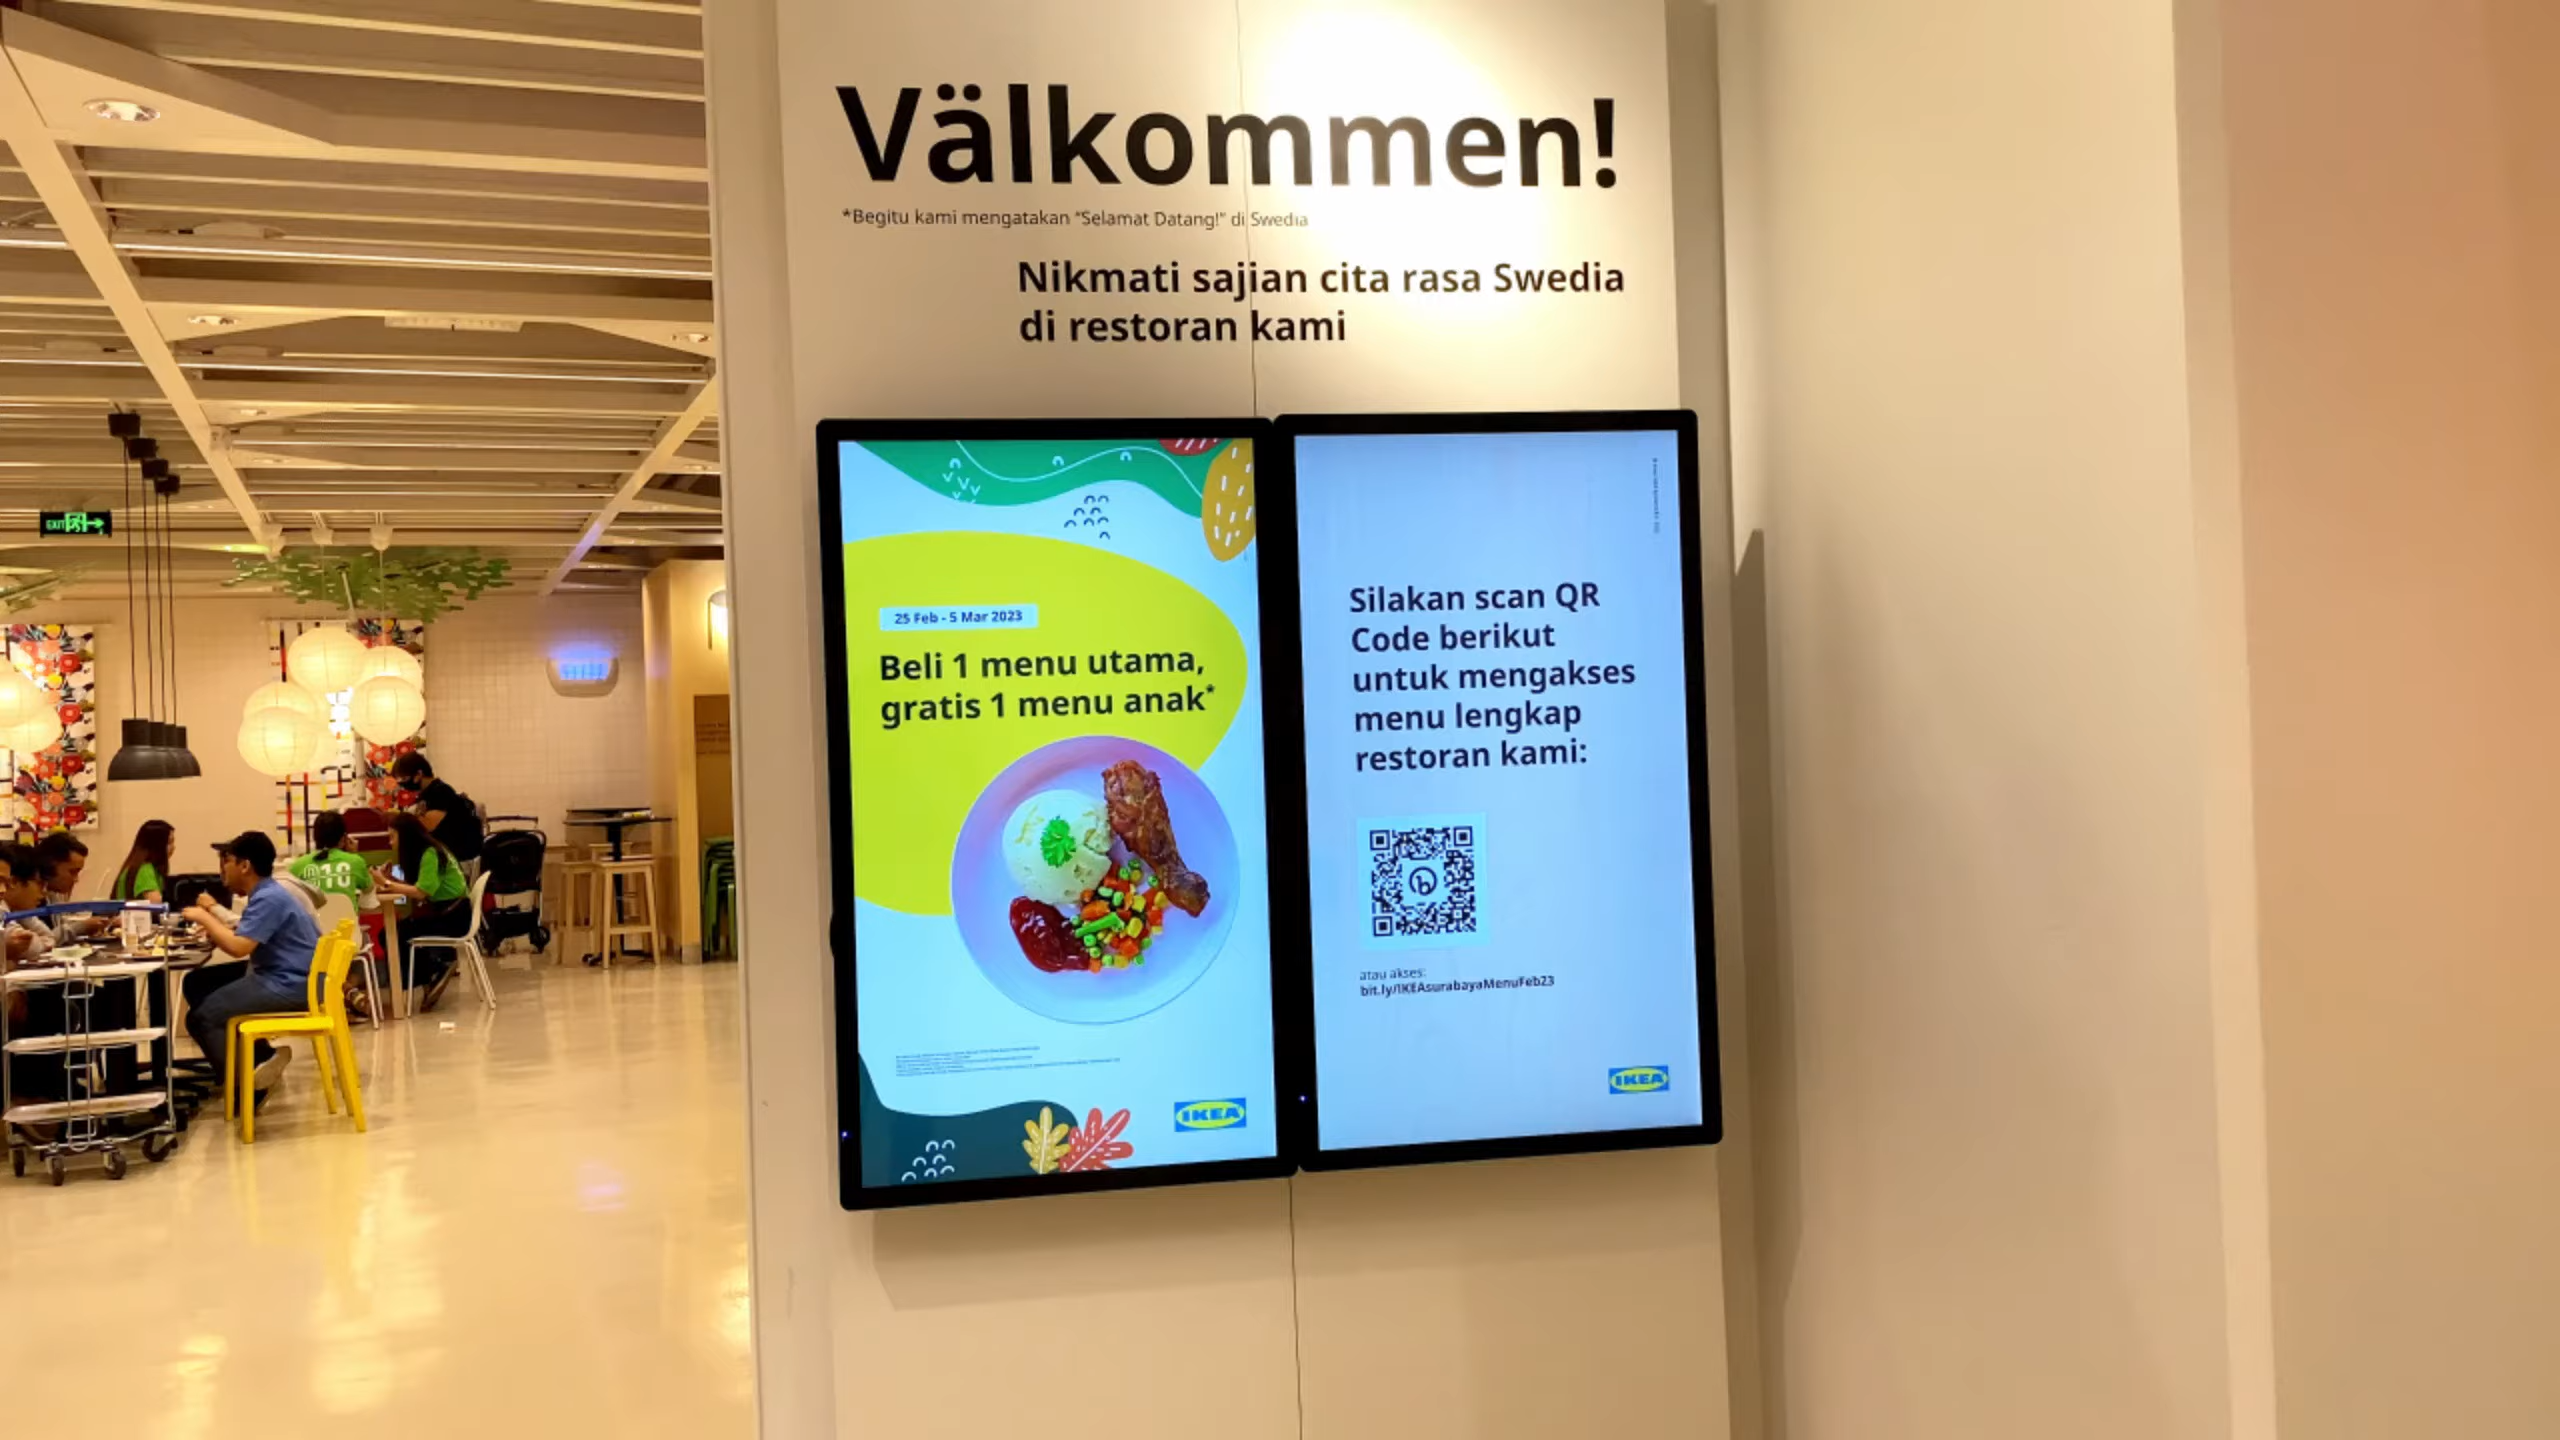 Välkommen!
*Begitu kami mengatakan "Selamat Datang!" di Swedia
Nikmati sajian cita rasa Swedia
di restoran kami
25 Feb - 5 Mar 2023
Beli 1 menu utama,
gratis 1 menu anak*
IKEA
Silakan scan QR
Code berikut
untuk mengakses
menu lengkap
restoran kami:
atau akses:
bit.ly/IKEAsurabayaMenuFeb23
IKEA
EXIT